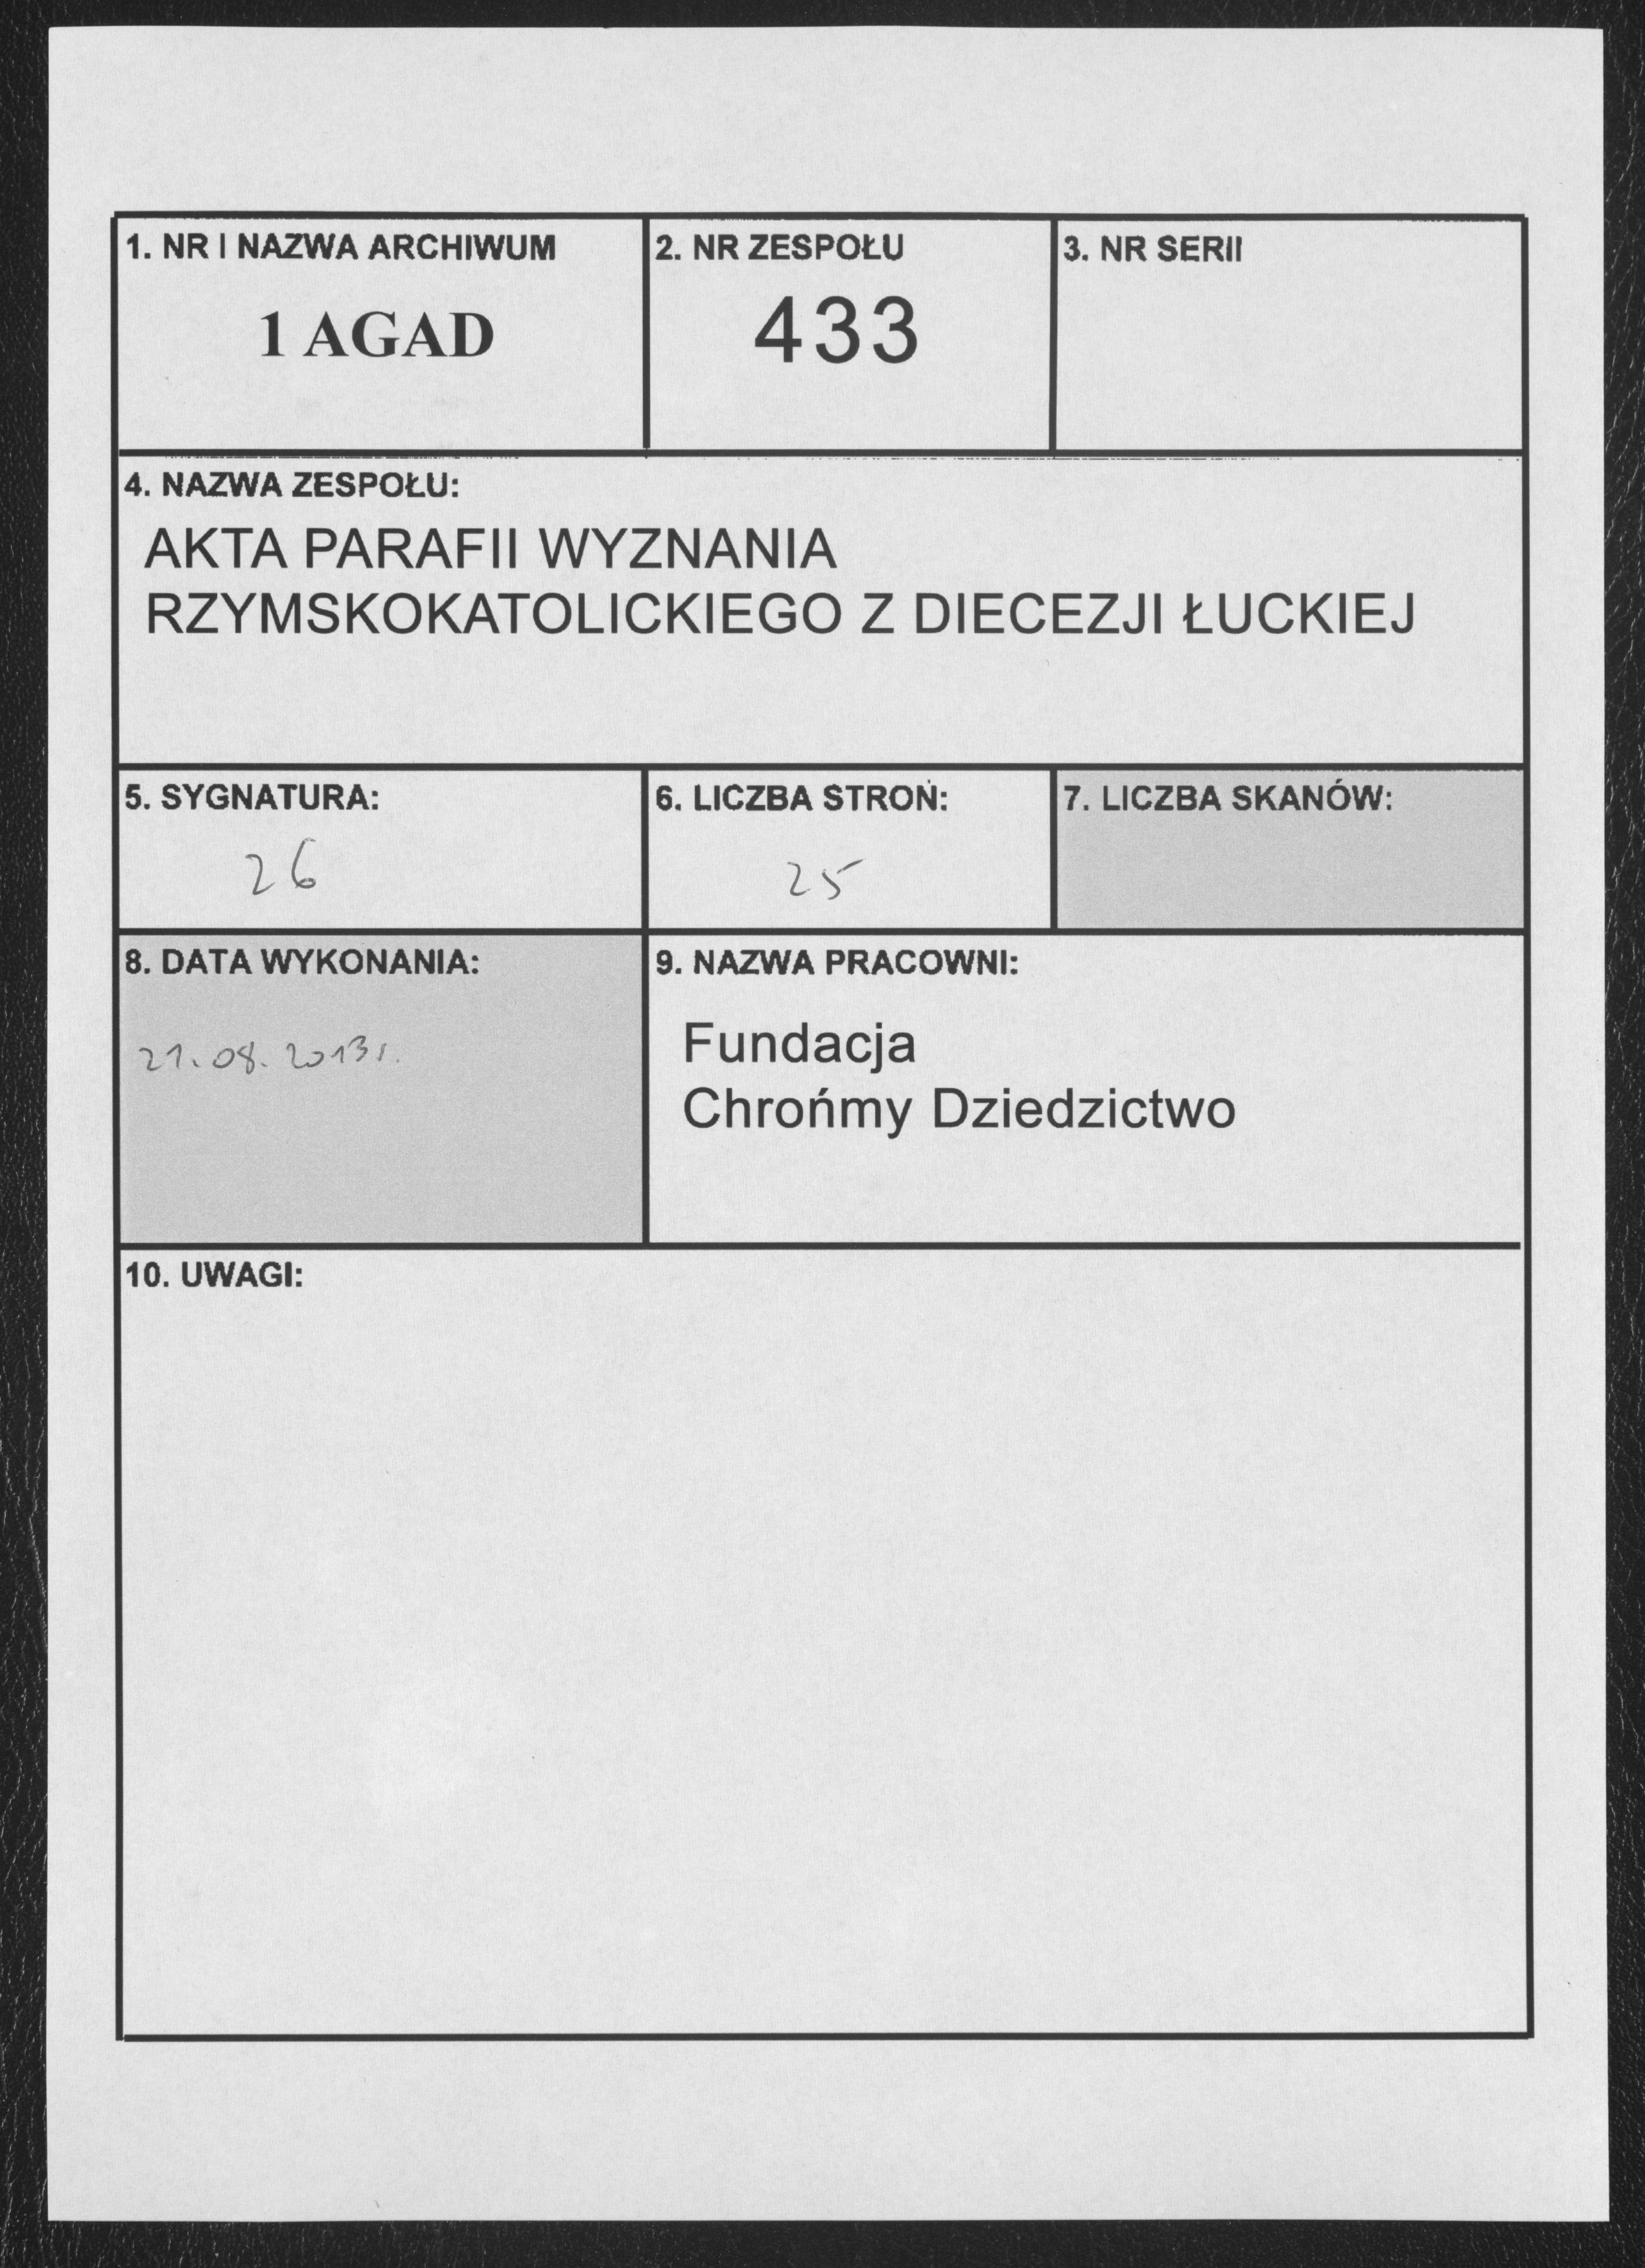 1. NR I NAZWA ARCHIWUM
1 AGAD
2. NR ZESPOŁU
433
3. NR SERII
4. NAZWA ZESPOŁU:
AKTA PARAFII WYZNANIA
RZYMSKOKATOLICKIEGO Z DIECEZJI ŁUCKIEJ
5. SYGNATURA:
26
6. LICZBA STRON:
25
7. LICZBA SKANÓW:
8. DATA WYKONANIA:
21.08.2013r.
9. NAZWA PRACOWNI:
Fundacja
Chrońmy Dziedzictwo
10. UWAGI: